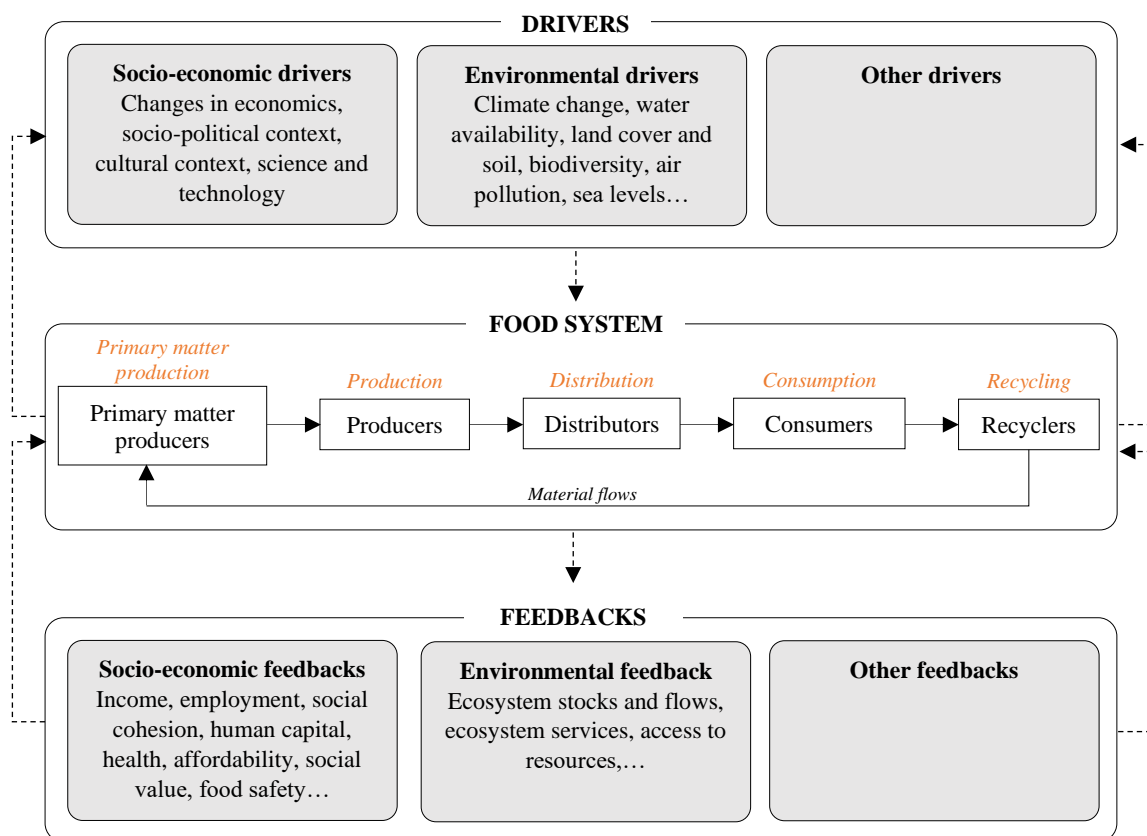 DRIVERS
Socio-economic drivers
Changes in economics,
socio-political context,
cultural context, science and
technology
Environmental drivers
Climate change, water
availability, land cover and
soil, biodiversity, air
pollution, sea levels…
Other drivers
FOOD SYSTEM
Primary matter
production
Production
Distribution
Consumption
Recycling
Primary matter
producers
Producers
Distributors
Consumers
Recyclers
Material flows
FEEDBACKS
Socio-economic feedbacks
Income, employment, social
cohesion, human capital,
health, affordability, social
value, food safety…
Environmental feedback
Ecosystem stocks and flows,
ecosystem services, access to
resources,…
Other feedbacks